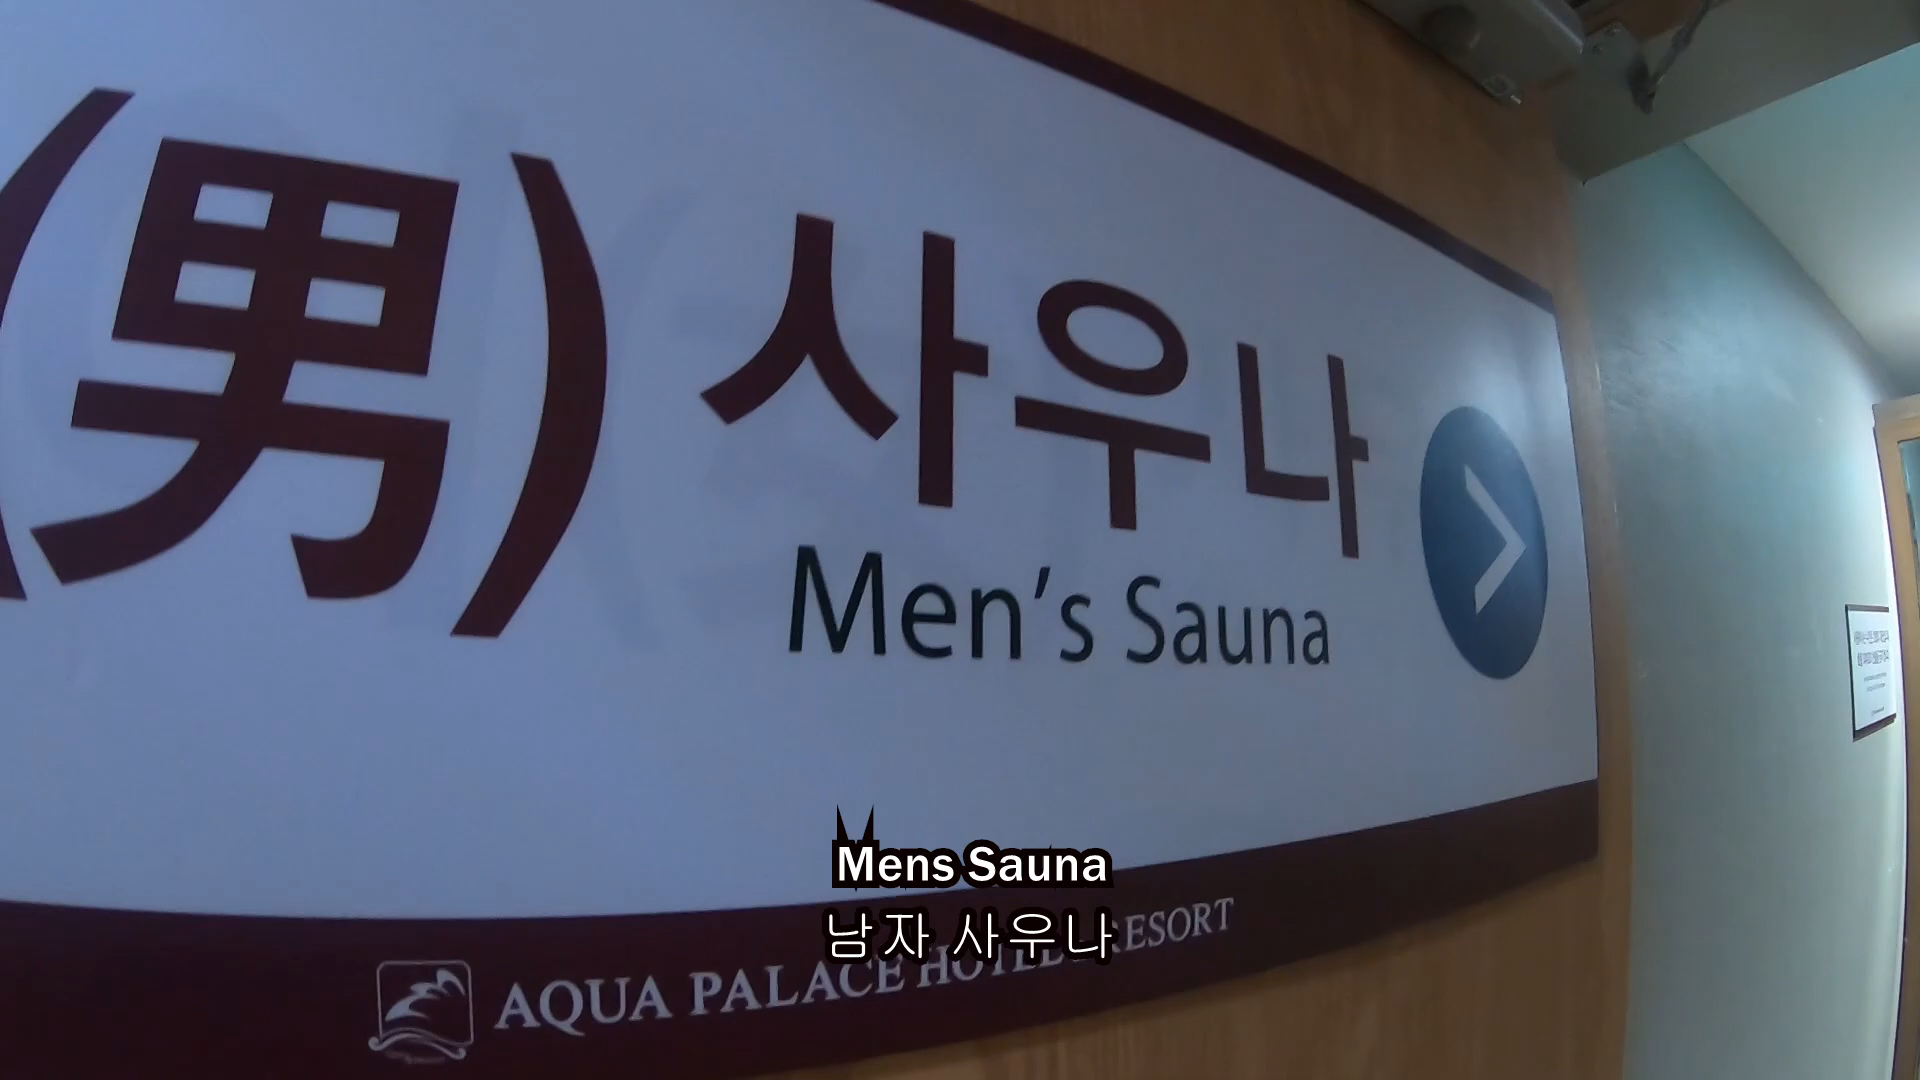 (男) 사우나
Men's Sauna
Mens Sauna
남자 사우나
AQUA PALACE HOTEL & RESORT